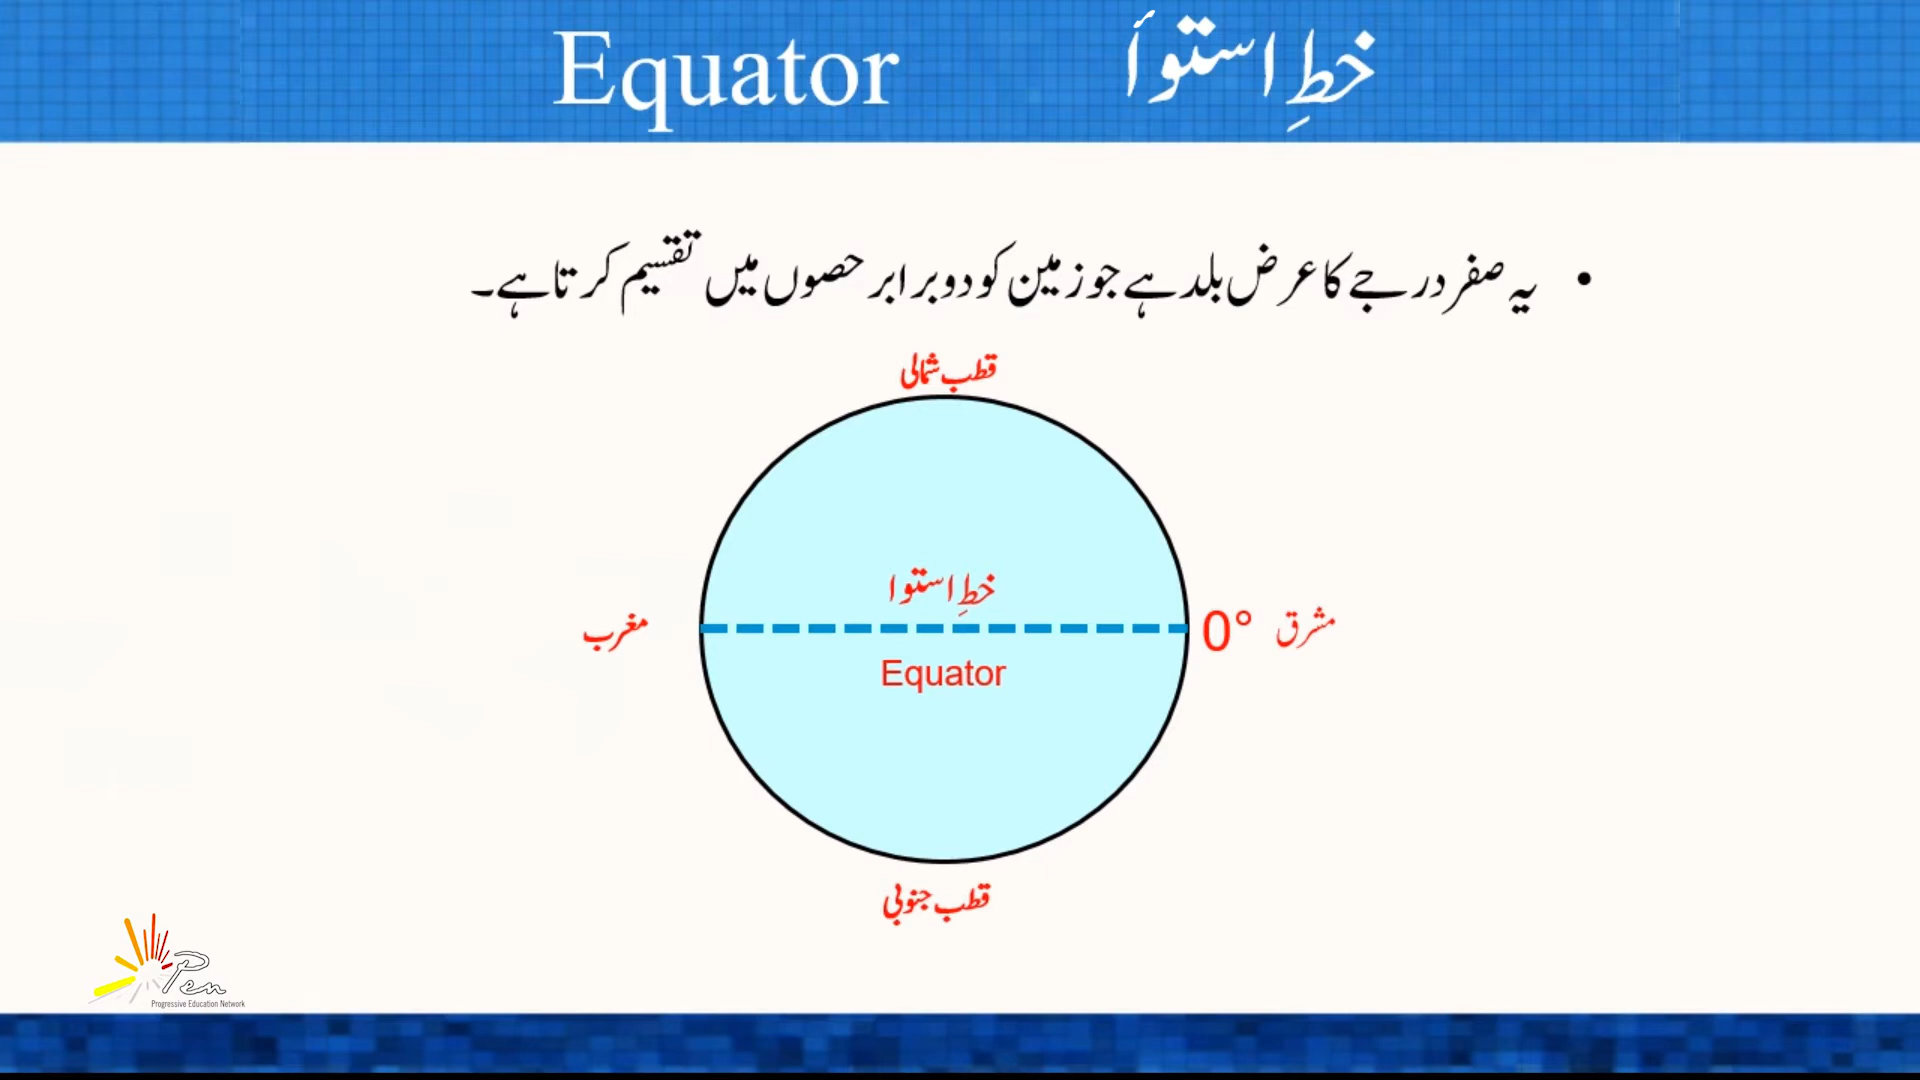 Equator خطِ استوأ
• یہ صفر درجے کا عرض بلد ہے جو زمین کو دو برابر حصوں میں تقسیم کرتا ہے۔
قطب شمالی
خطِ استوا
مغرب
0° مشرق
Equator
قطب جنوبی
Pen
Progressive Education Network